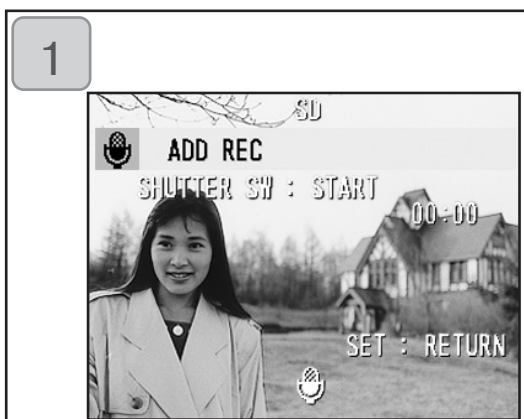 1
SD
ADD REC
SHUTTER SW : START
00:00
SET : RETURN